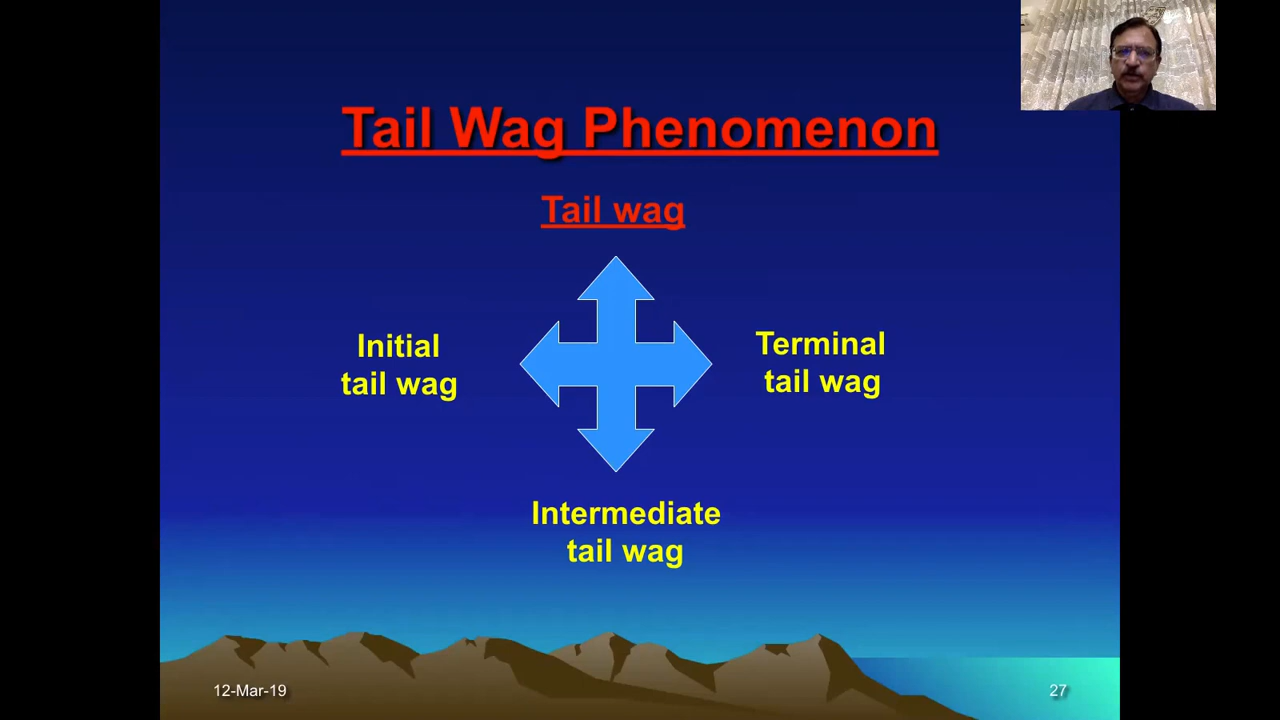 Tail Wag Phenomenon
Tail wag
Initial
tail wag
Terminal
tail wag
Intermediate
tail wag
12-Mar-19
27